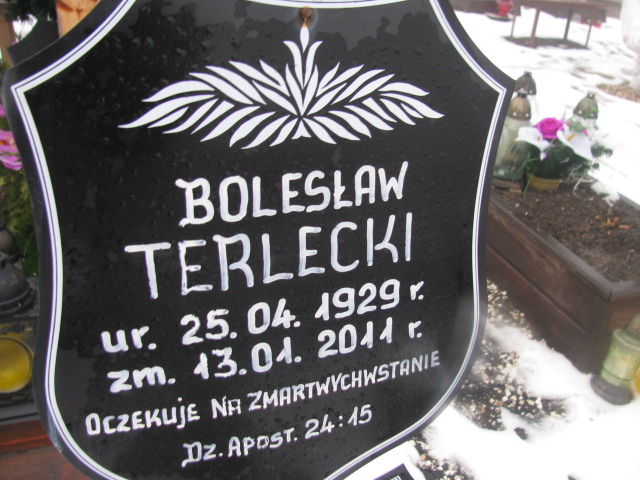 BOLESŁAW
TERLECKI
ur. 25.04.1929 r.
zm. 13.01.2011 r.
OCZEKUJE NA ZMARTWYCHWSTANIE
DZ. APOST. 24:15